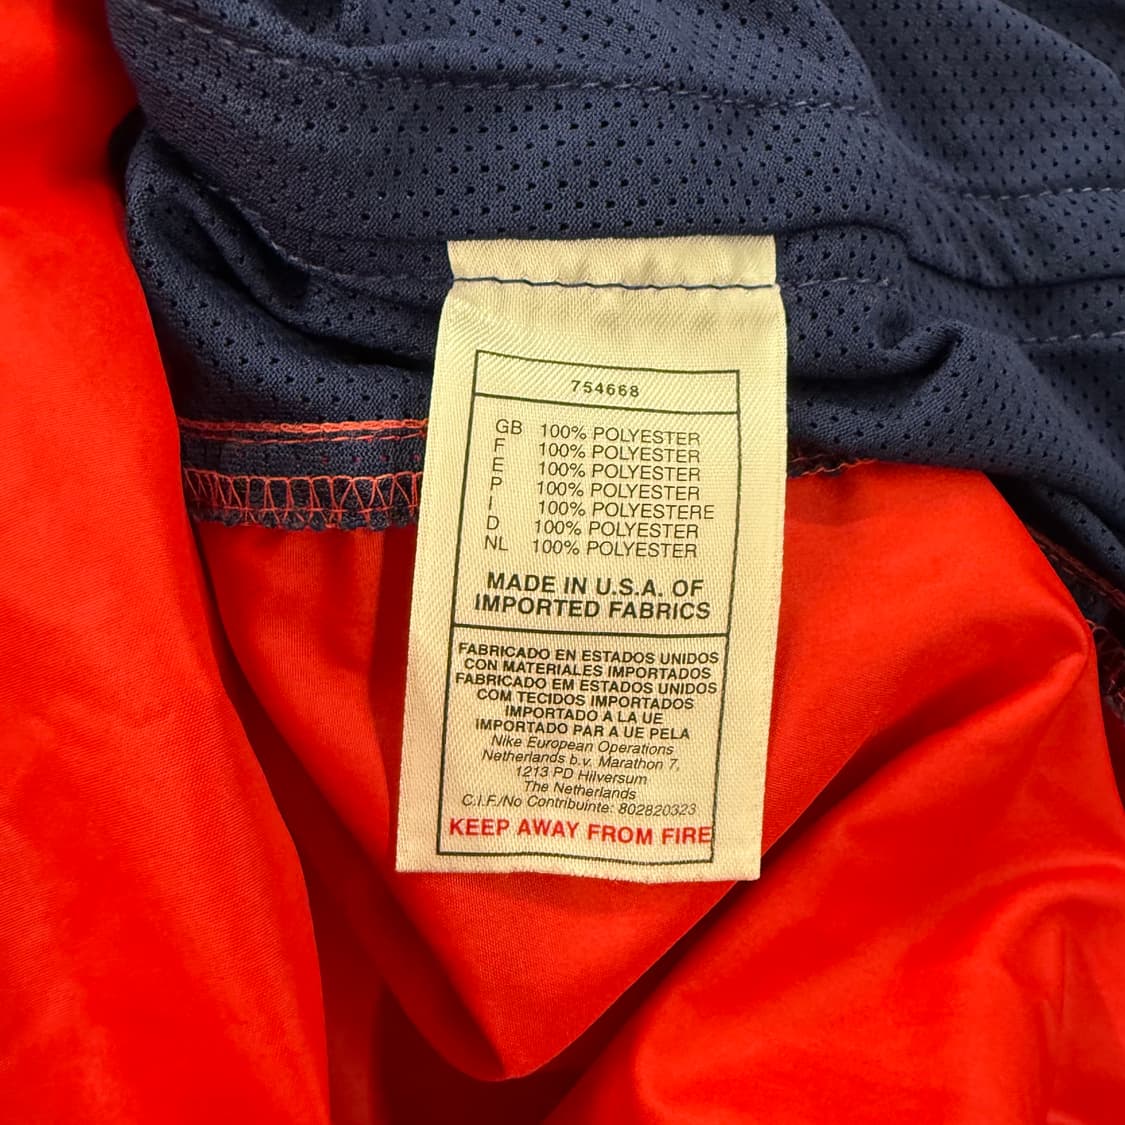 754668
GB 100% POLYESTER
F 100% POLYESTER
E 100% POLYESTER
P 100% POLYESTER
I 100% POLYESTERE
D 100% POLYESTER
NL 100% POLYESTER
MADE IN U.S.A. OF
IMPORTED FABRICS
FABRICADO EN ESTADOS UNIDOS
CON MATERIALES IMPORTADOS
FABRICADO EM ESTADOS UNIDOS
COM TECIDOS IMPORTADOS
IMPORTADO A LA UE
IMPORTADO PAR A UE PELA
Nike European Operations
Netherlands b.v. Marathon 7,
1213 PD Hilversum
The Netherlands
C.I.F./No Contribuinte: 802820323
KEEP AWAY FROM FIRE